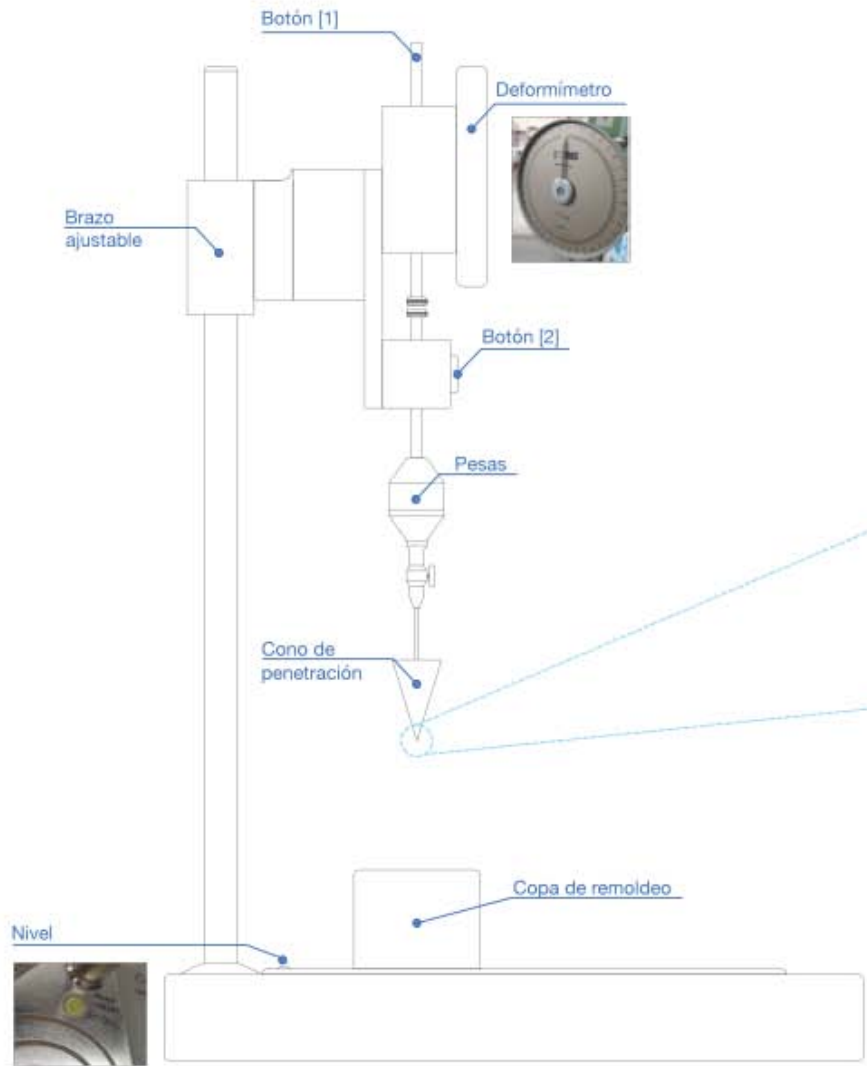 Botón [1]
Deformímetro
Brazo
ajustable
Botón [2]
Pesas
Cono de
penetración
Copa de remoldeo
Nivel